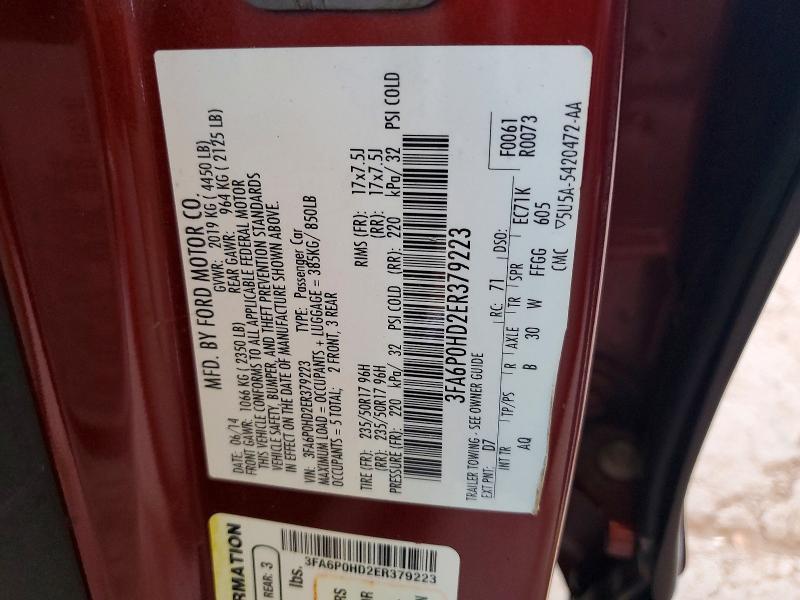 MFD. BY FORD MOTOR CO.
DATE: 06/14 GVWR: 2019 KG ( 4450 LB)
FRONT GAWR: 1066 KG ( 2350 LB) REAR GAWR: 964 KG ( 2125 LB)
THIS VEHICLE CONFORMS TO ALL APPLICABLE FEDERAL MOTOR
VEHICLE SAFETY, BUMPER, AND THEFT PREVENTION STANDARDS
IN EFFECT ON THE DATE OF MANUFACTURE SHOWN ABOVE.
VIN: 3FA6P0HD2ER379223 TYPE: Passenger Car
MAXIMUM LOAD = OCCUPANTS + LUGGAGE = 385KG/ 850LB
OCCUPANTS = 5 TOTAL; 2 FRONT, 3 REAR
TIRE (FR): 235/50R17 96H RIMS (FR): 17x7.5J
(RR): 235/50R17 96H (RR): 17x7.5J
PRESSURE (FR): 220 kPa/ 32 PSI COLD (RR): 220 kPa/ 32 PSI COLD
3FA6P0HD2ER379223
TRAILER TOWING - SEE OWNER GUIDE F0061
EXT PNT: D7 RC: 71 DSO: R0073
INT TR TP/PS R AXLE TR SPR EC71K
AQ B 30 W FFGG 605
CMC ▽5U5A-5420472-AA
RMATION
REAR: 3
lbs.
3FA6P0HD2ER379223